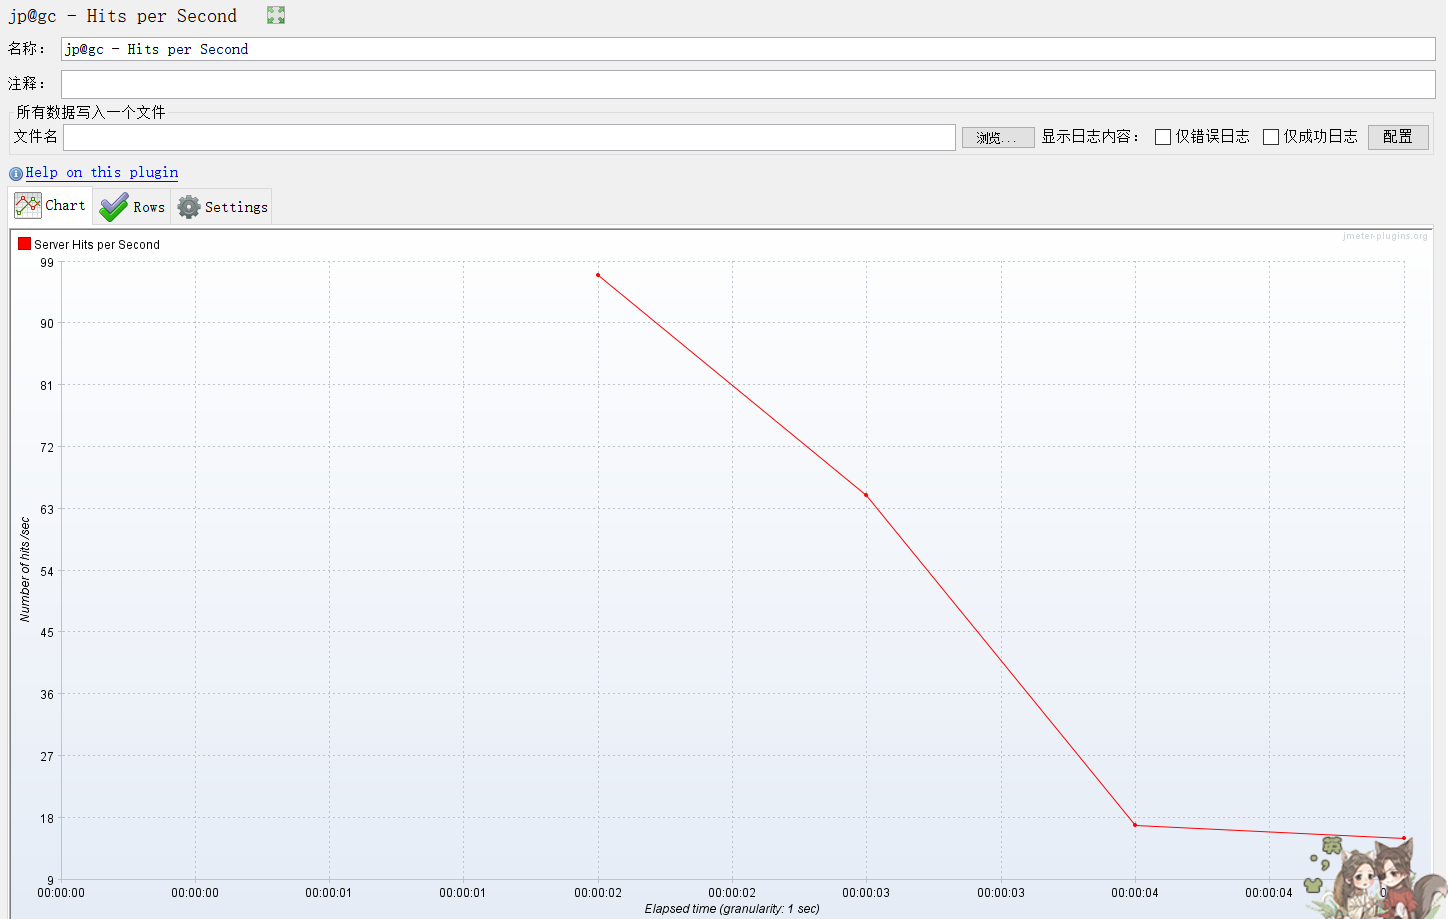 jp@gc - Hits per Second
名称： jp@gc - Hits per Second
注释：
所有数据写入一个文件
文件名 浏览... 显示日志内容： 仅错误日志 仅成功日志 配置
Help on this plugin
Chart Rows Settings
jmeter-plugins.org
Server Hits per Second
99
90
81
72
63
54
45
36
27
18
9
Number of hits /sec
00:00:00 00:00:00 00:00:01 00:00:01 00:00:02 00:00:02 00:00:03 00:00:03 00:00:04 00:00:04
Elapsed time (granularity: 1 sec)
英